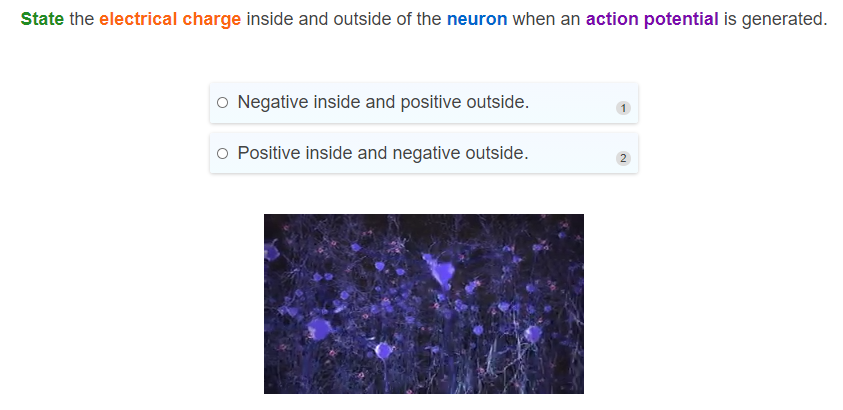 State the electrical charge inside and outside of the neuron when an action potential is generated.
Negative inside and positive outside.
1
Positive inside and negative outside.
2